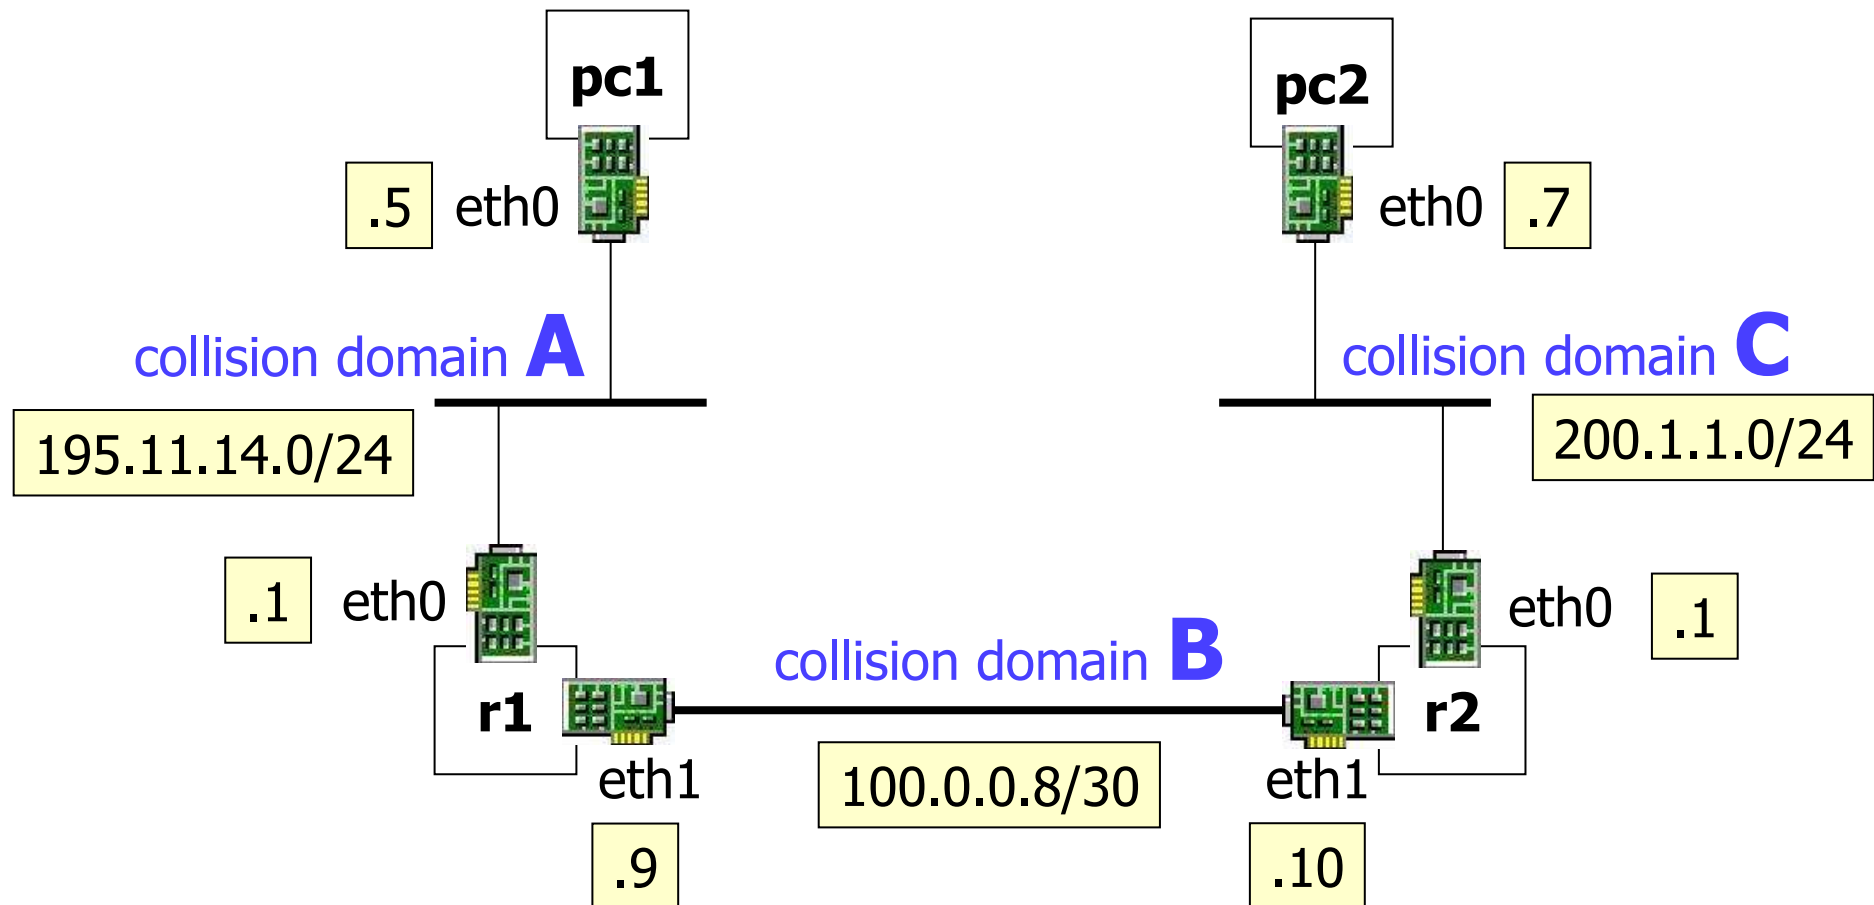 pc1
pc2
.5
eth0
eth0
.7
collision domain A
collision domain C
195.11.14.0/24
200.1.1.0/24
.1
eth0
eth0
.1
collision domain B
r1
r2
eth1
100.0.0.8/30
eth1
.9
.10